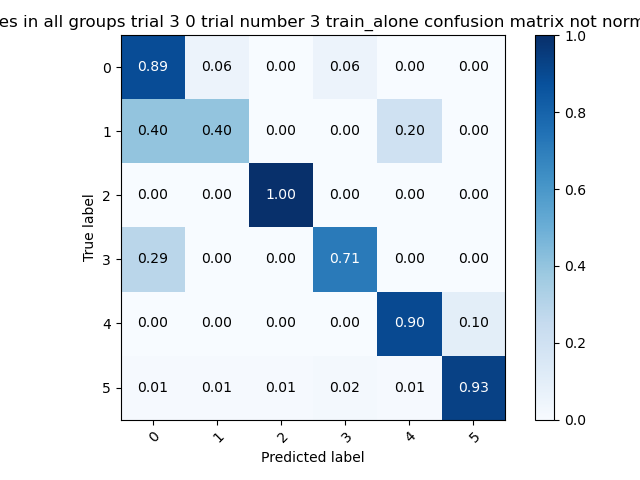 es in all groups trial 3 0 trial number 3 train_alone confusion matrix not norm
0 0.89 0.06 0.00 0.06 0.00 0.00
1 0.40 0.40 0.00 0.00 0.20 0.00
2 0.00 0.00 1.00 0.00 0.00 0.00
3 0.29 0.00 0.00 0.71 0.00 0.00
4 0.00 0.00 0.00 0.00 0.90 0.10
5 0.01 0.01 0.01 0.02 0.01 0.93
0 1 2 3 4 5
True label
Predicted label
1.0
0.8
0.6
0.4
0.2
0.0